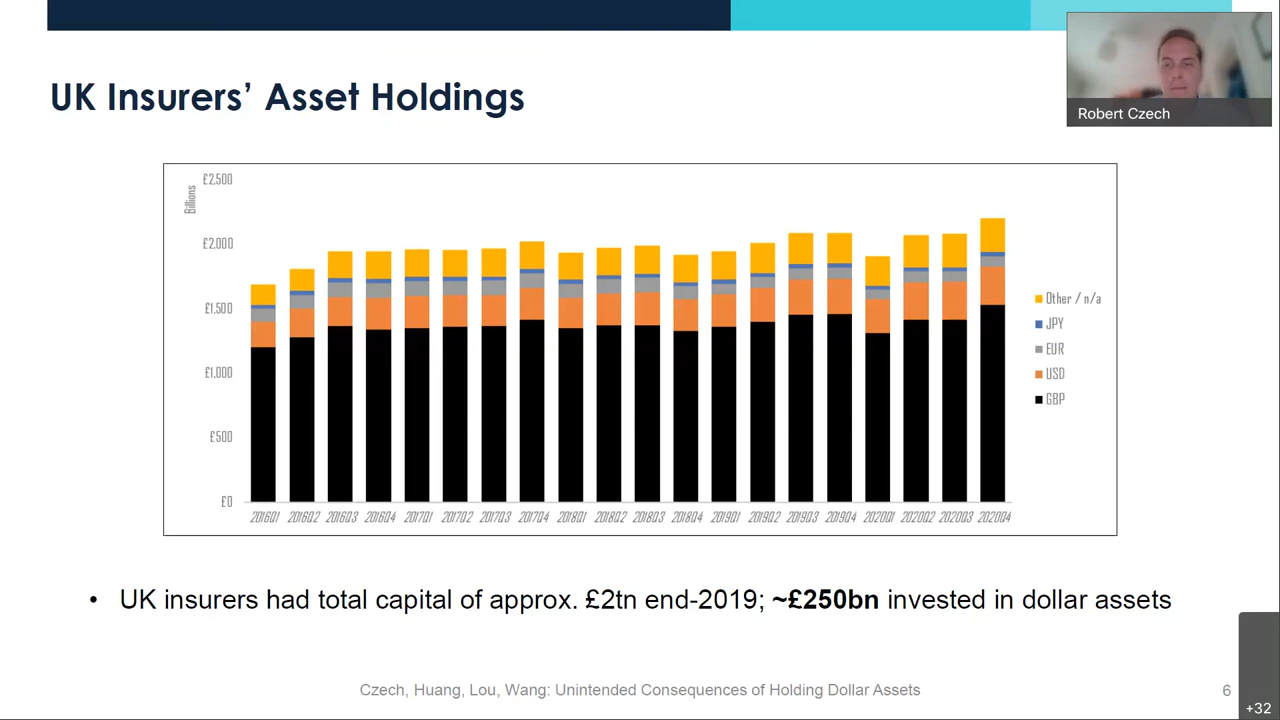 UK Insurers’ Asset Holdings
Robert Czech
Billions
£2,500
£2,000
£1,500
£1,000
£500
£0
2016Q1 2016Q2 2016Q3 2016Q4 2017Q1 2017Q2 2017Q3 2017Q4 2018Q1 2018Q2 2018Q3 2018Q4 2019Q1 2019Q2 2019Q3 2019Q4 2020Q1 2020Q2 2020Q3 2020Q4
Other / n/a
JPY
EUR
USD
GBP
• UK insurers had total capital of approx. £2tn end-2019; ~£250bn invested in dollar assets
Czech, Huang, Lou, Wang: Unintended Consequences of Holding Dollar Assets
6
+32